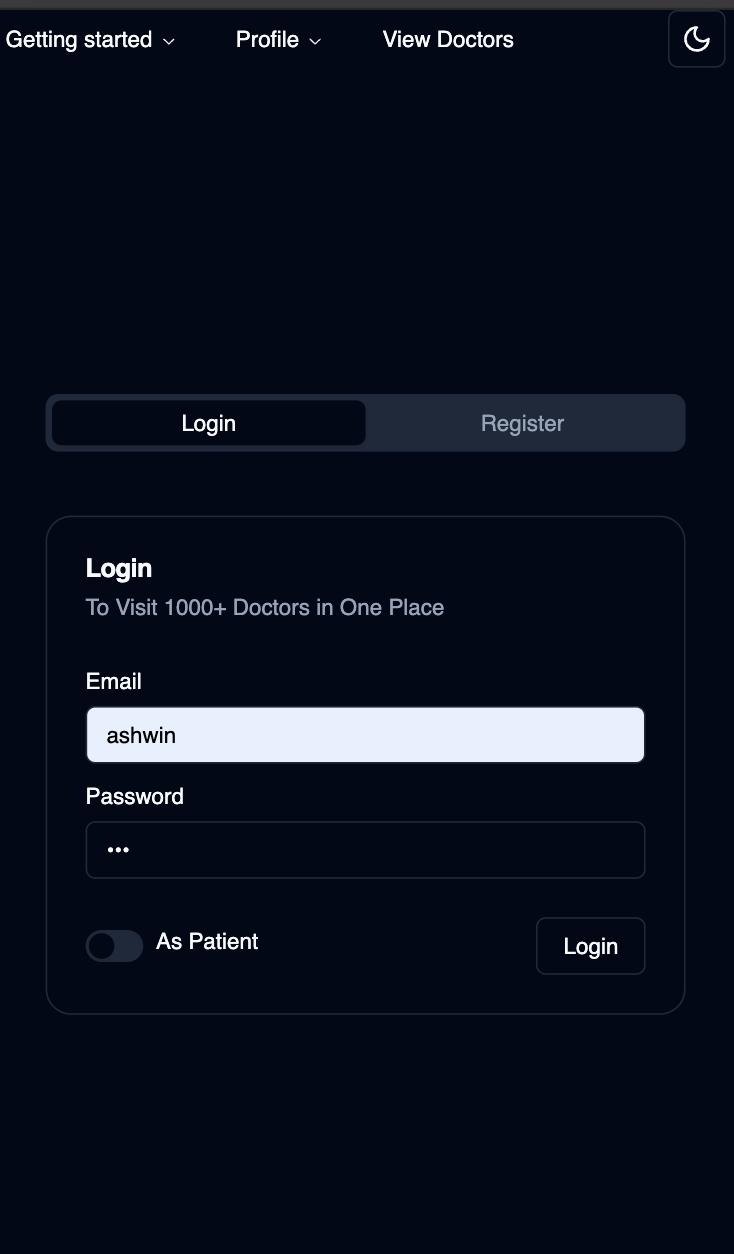 Getting started Profile View Doctors
Login Register
Login
To Visit 1000+ Doctors in One Place
Email
ashwin
Password
•••
As Patient Login